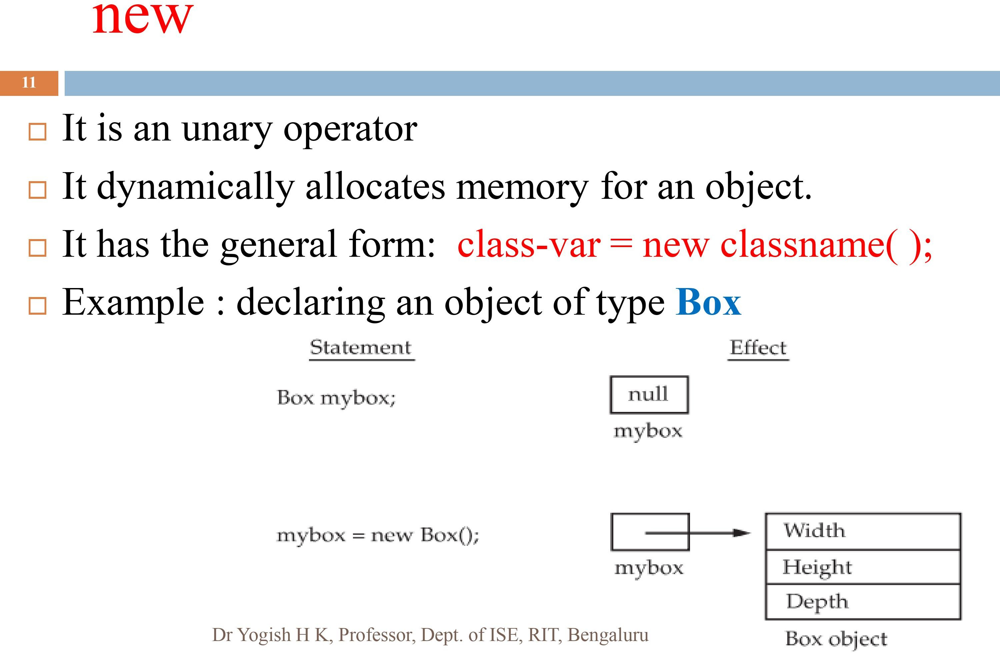 new
11
It is an unary operator
It dynamically allocates memory for an object.
It has the general form: class-var = new classname( );
Example : declaring an object of type Box
Statement Effect
Box mybox; null
mybox
mybox = new Box(); Width
mybox Height
Depth
Box object
Dr Yogish H K, Professor, Dept. of ISE, RIT, Bengaluru